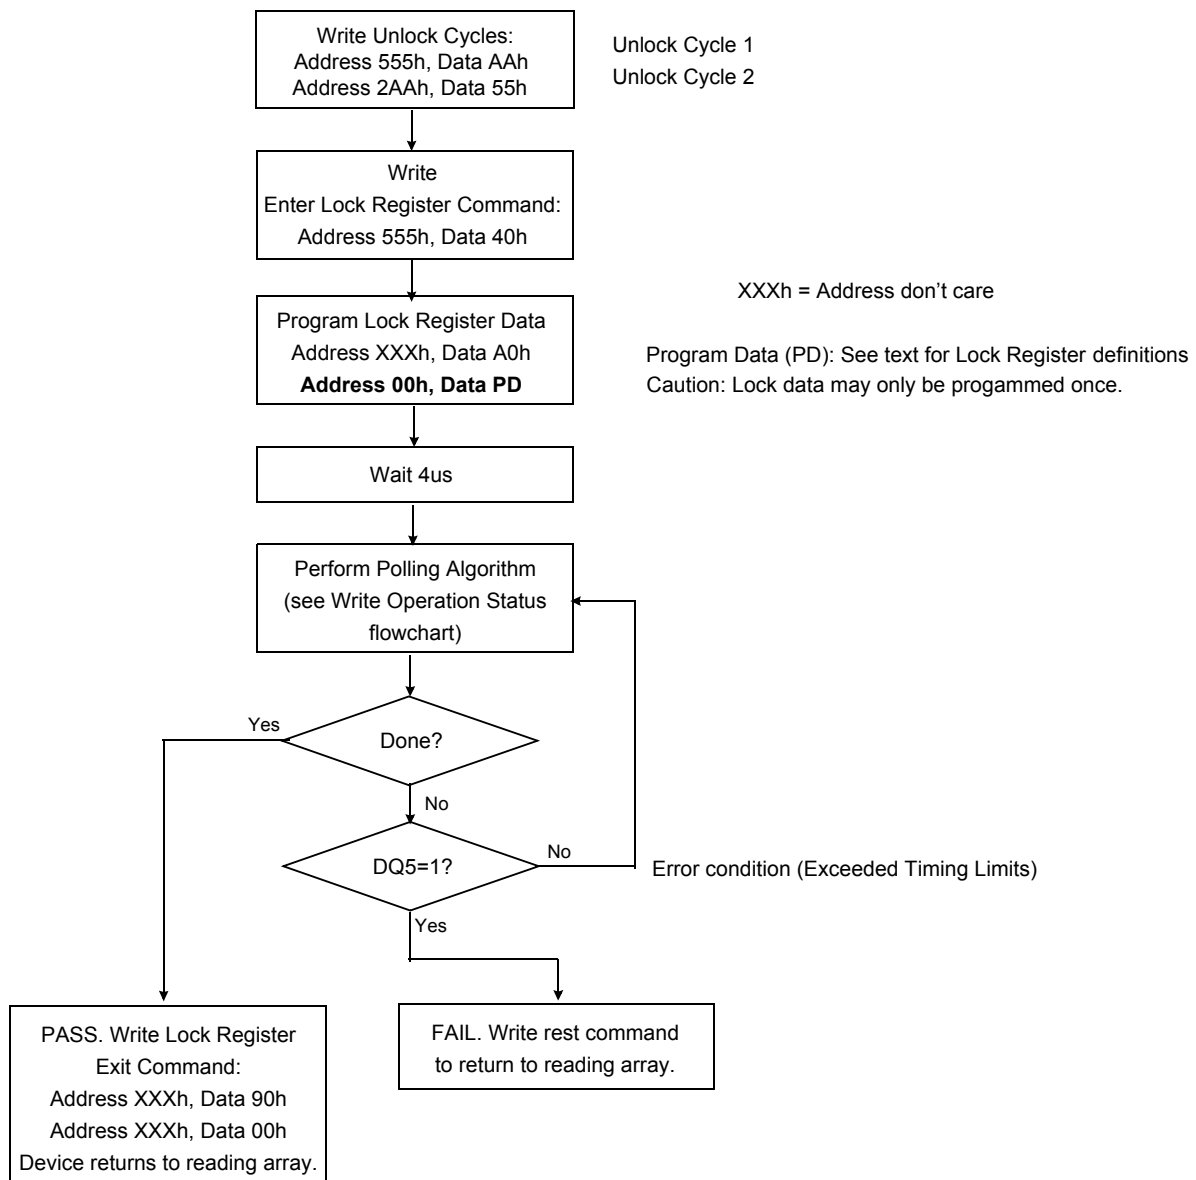 Write Unlock Cycles:
Address 555h, Data AAh
Address 2AAh, Data 55h
Unlock Cycle 1
Unlock Cycle 2
Write
Enter Lock Register Command:
Address 555h, Data 40h
XXXh = Address don't care
Program Lock Register Data
Address XXXh, Data A0h
Address 00h, Data PD
Program Data (PD): See text for Lock Register definitions
Caution: Lock data may only be progammed once.
Wait 4us
Perform Polling Algorithm
(see Write Operation Status
flowchart)
Yes
Done?
No
DQ5=1?
No
Error condition (Exceeded Timing Limits)
Yes
PASS. Write Lock Register
Exit Command:
Address XXXh, Data 90h
Address XXXh, Data 00h
Device returns to reading array.
FAIL. Write rest command
to return to reading array.